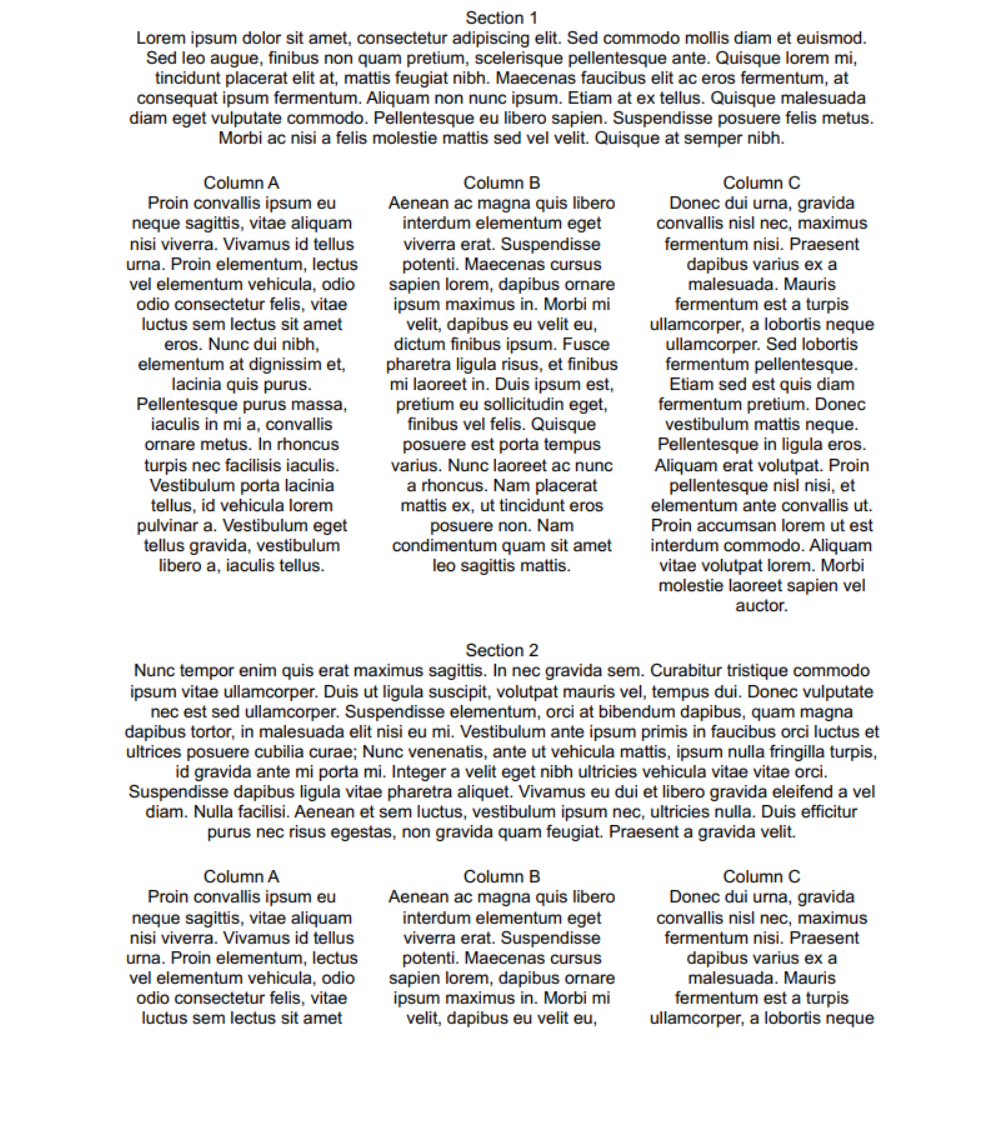 Section 1
Lorem ipsum dolor sit amet, consectetur adipiscing elit. Sed commodo mollis diam et euismod.
Sed leo augue, finibus non quam pretium, scelerisque pellentesque ante. Quisque lorem mi,
tincidunt placerat elit at, mattis feugiat nibh. Maecenas faucibus elit ac eros fermentum, at
consequat ipsum fermentum. Aliquam non nunc ipsum. Etiam at ex tellus. Quisque malesuada
diam eget vulputate commodo. Pellentesque eu libero sapien. Suspendisse posuere felis metus.
Morbi ac nisi a felis molestie mattis sed vel velit. Quisque at semper nibh.
Column A
Proin convallis ipsum eu
neque sagittis, vitae aliquam
nisi viverra. Vivamus id tellus
urna. Proin elementum, lectus
vel elementum vehicula, odio
odio consectetur felis, vitae
luctus sem lectus sit amet
eros. Nunc dui nibh,
elementum at dignissim et,
lacinia quis purus.
Pellentesque purus massa,
iaculis in mi a, convallis
ornare metus. In rhoncus
turpis nec facilisis iaculis.
Vestibulum porta lacinia
tellus, id vehicula lorem
pulvinar a. Vestibulum eget
tellus gravida, vestibulum
libero a, iaculis tellus.
Column B
Aenean ac magna quis libero
interdum elementum eget
viverra erat. Suspendisse
potenti. Maecenas cursus
sapien lorem, dapibus ornare
ipsum maximus in. Morbi mi
velit, dapibus eu velit eu,
dictum finibus ipsum. Fusce
pharetra ligula risus, et finibus
mi laoreet in. Duis ipsum est,
pretium eu sollicitudin eget,
finibus vel felis. Quisque
posuere est porta tempus
varius. Nunc laoreet ac nunc
a rhoncus. Nam placerat
mattis ex, ut tincidunt eros
posuere non. Nam
condimentum quam sit amet
leo sagittis mattis.
Column C
Donec dui urna, gravida
convallis nisl nec, maximus
fermentum nisi. Praesent
dapibus varius ex a
malesuada. Mauris
fermentum est a turpis
ullamcorper, a lobortis neque
ullamcorper. Sed lobortis
fermentum pellentesque.
Etiam sed est quis diam
fermentum pretium. Donec
vestibulum mattis neque.
Pellentesque in ligula eros.
Aliquam erat volutpat. Proin
pellentesque nisl nisi, et
elementum ante convallis ut.
Proin accumsan lorem ut est
interdum commodo. Aliquam
vitae volutpat lorem. Morbi
molestie laoreet sapien vel
auctor.
Section 2
Nunc tempor enim quis erat maximus sagittis. In nec gravida sem. Curabitur tristique commodo
ipsum vitae ullamcorper. Duis ut ligula suscipit, volutpat mauris vel, tempus dui. Donec vulputate
nec est sed ullamcorper. Suspendisse elementum, orci at bibendum dapibus, quam magna
dapibus tortor, in malesuada elit nisi eu mi. Vestibulum ante ipsum primis in faucibus orci luctus et
ultrices posuere cubilia curae; Nunc venenatis, ante ut vehicula mattis, ipsum nulla fringilla turpis,
id gravida ante mi porta mi. Integer a velit eget nibh ultricies vehicula vitae vitae orci.
Suspendisse dapibus ligula vitae pharetra aliquet. Vivamus eu dui et libero gravida eleifend a vel
diam. Nulla facilisi. Aenean et sem luctus, vestibulum ipsum nec, ultricies nulla. Duis efficitur
purus nec risus egestas, non gravida quam feugiat. Praesent a gravida velit.
Column A
Proin convallis ipsum eu
neque sagittis, vitae aliquam
nisi viverra. Vivamus id tellus
urna. Proin elementum, lectus
vel elementum vehicula, odio
odio consectetur felis, vitae
luctus sem lectus sit amet
Column B
Aenean ac magna quis libero
interdum elementum eget
viverra erat. Suspendisse
potenti. Maecenas cursus
sapien lorem, dapibus ornare
ipsum maximus in. Morbi mi
velit, dapibus eu velit eu,
Column C
Donec dui urna, gravida
convallis nisl nec, maximus
fermentum nisi. Praesent
dapibus varius ex a
malesuada. Mauris
fermentum est a turpis
ullamcorper, a lobortis neque